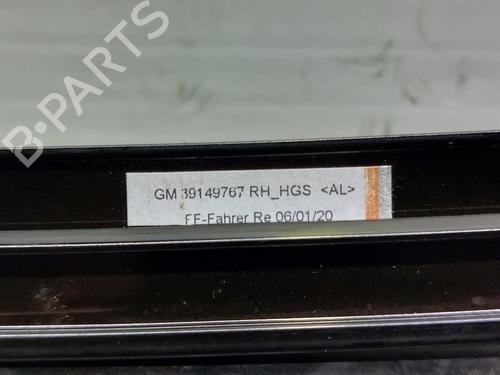 B-PARTS
GM 39149767 RH_HGS <AL>
FF-Fahrer Re 06/01/20